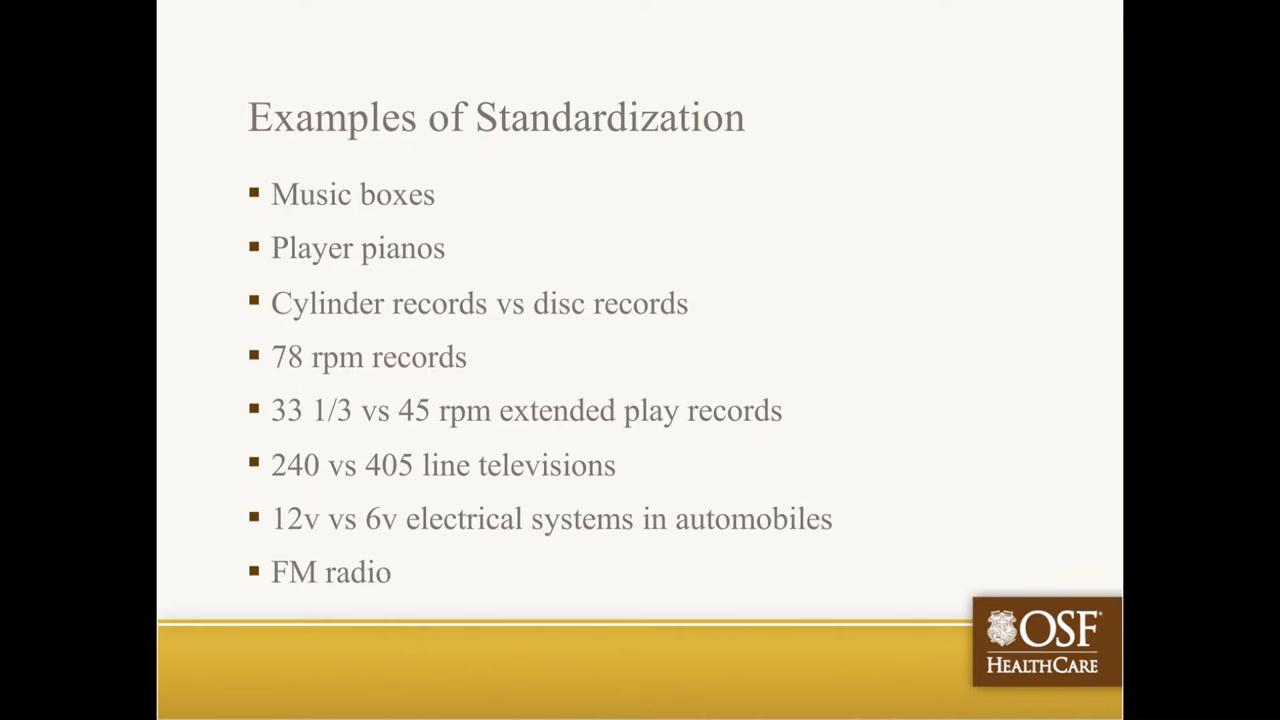 Examples of Standardization
▪ Music boxes
▪ Player pianos
▪ Cylinder records vs disc records
▪ 78 rpm records
▪ 33 1/3 vs 45 rpm extended play records
▪ 240 vs 405 line televisions
▪ 12v vs 6v electrical systems in automobiles
▪ FM radio
OSF
HEALTHCARE